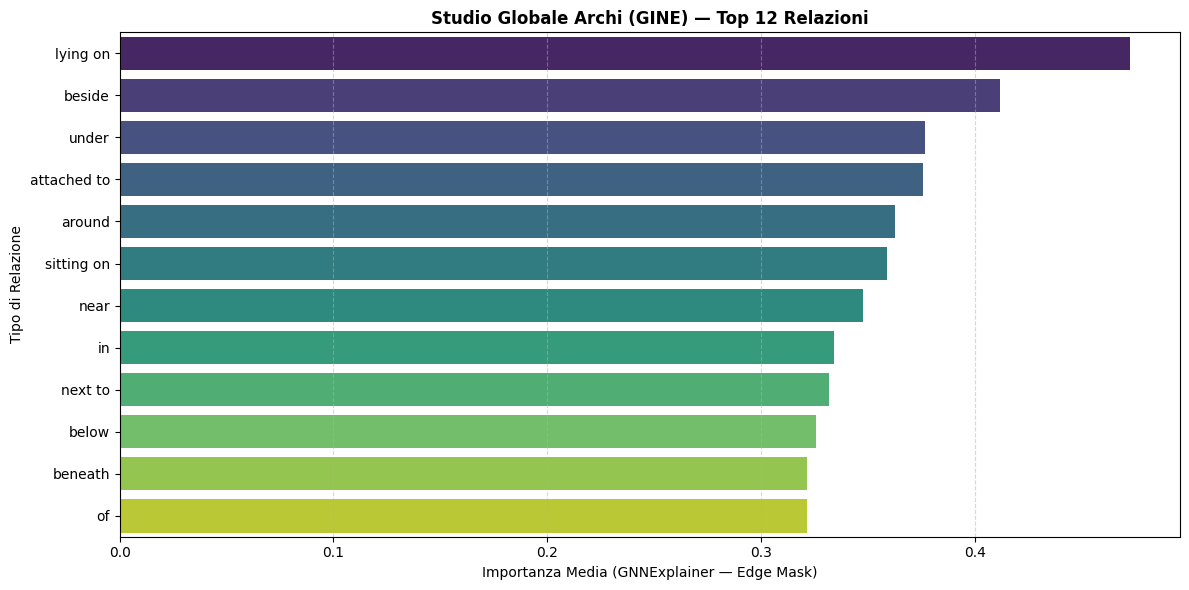 Studio Globale Archi (GINE) — Top 12 Relazioni
lying on
beside
under
attached to
around
sitting on
near
in
next to
below
beneath
of
Tipo di Relazione
0.0 0.1 0.2 0.3 0.4
Importanza Media (GNNExplainer — Edge Mask)